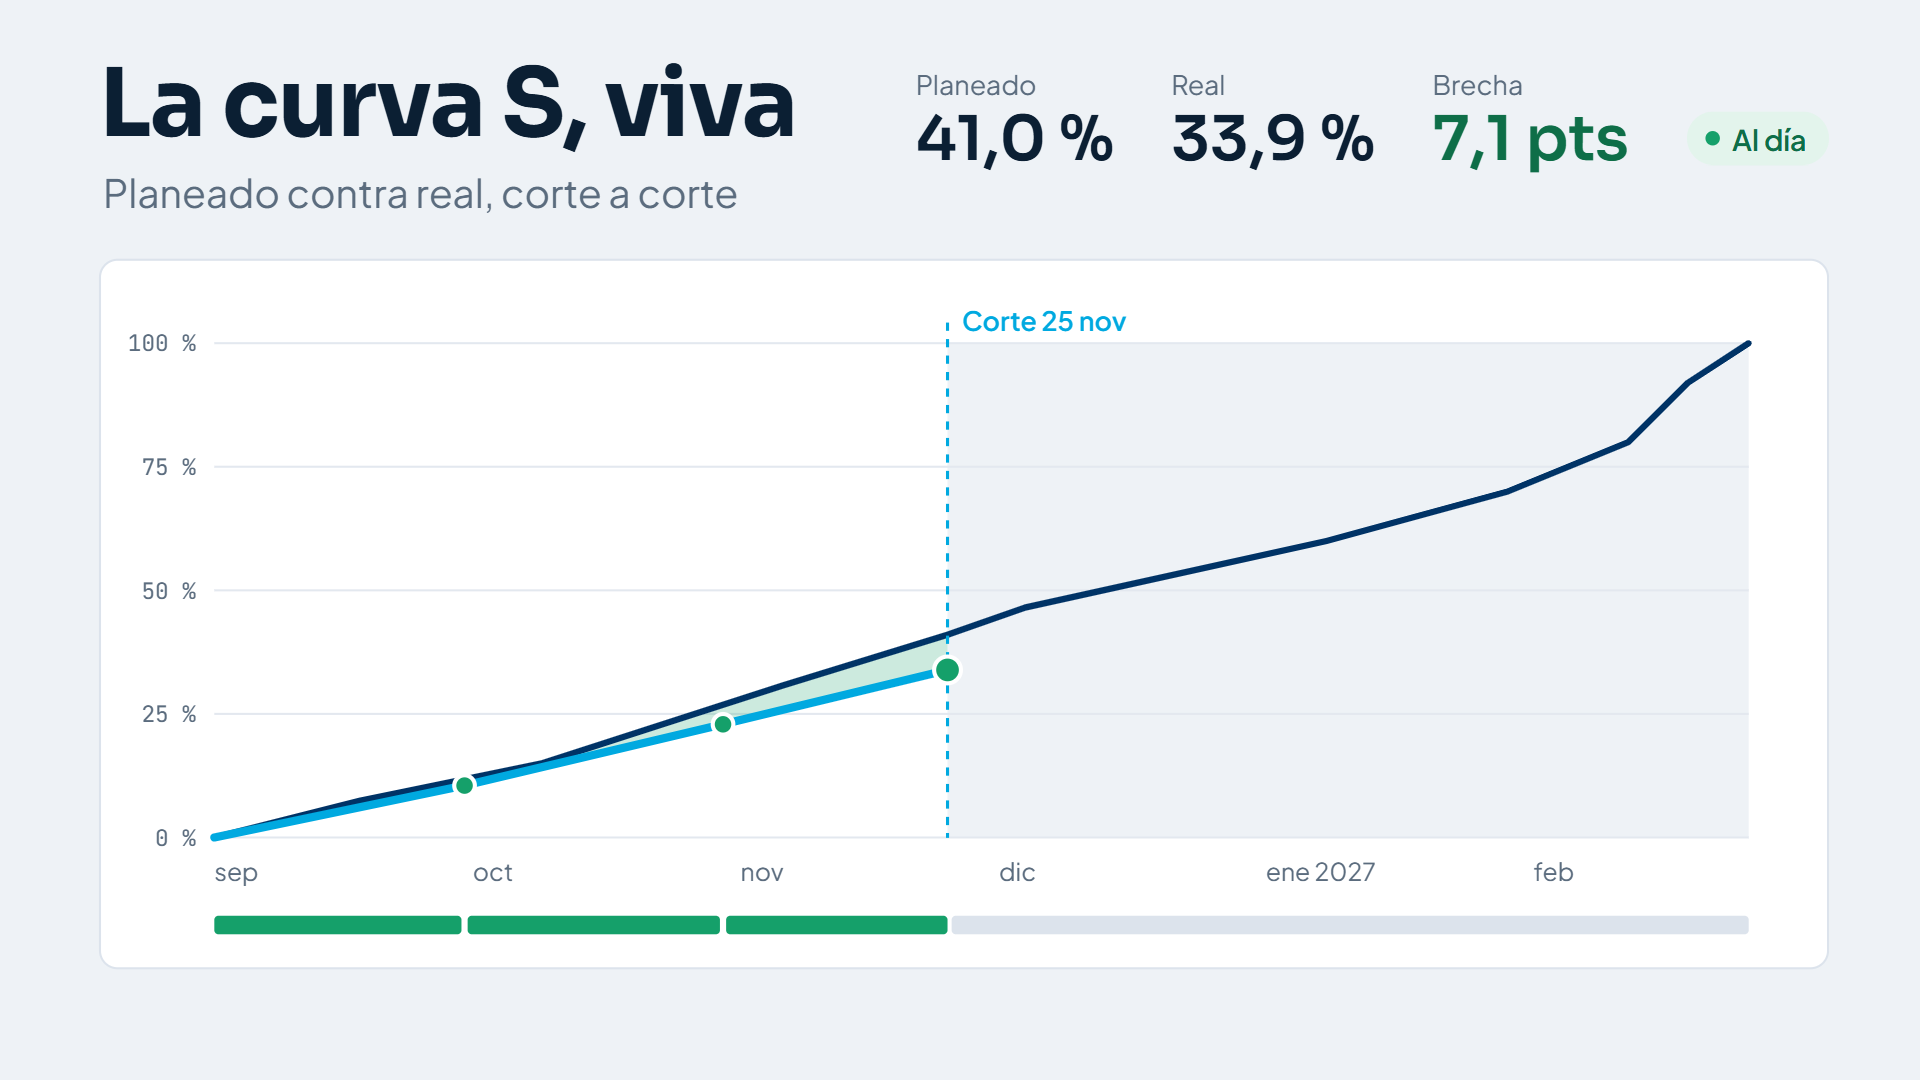 La curva S, viva
Planeado contra real, corte a corte
Planeado
41,0 %
Real
33,9 %
Brecha
7,1 pts
Al día
Corte 25 nov
100 %
75 %
50 %
25 %
0 %
sep oct nov dic ene 2027 feb